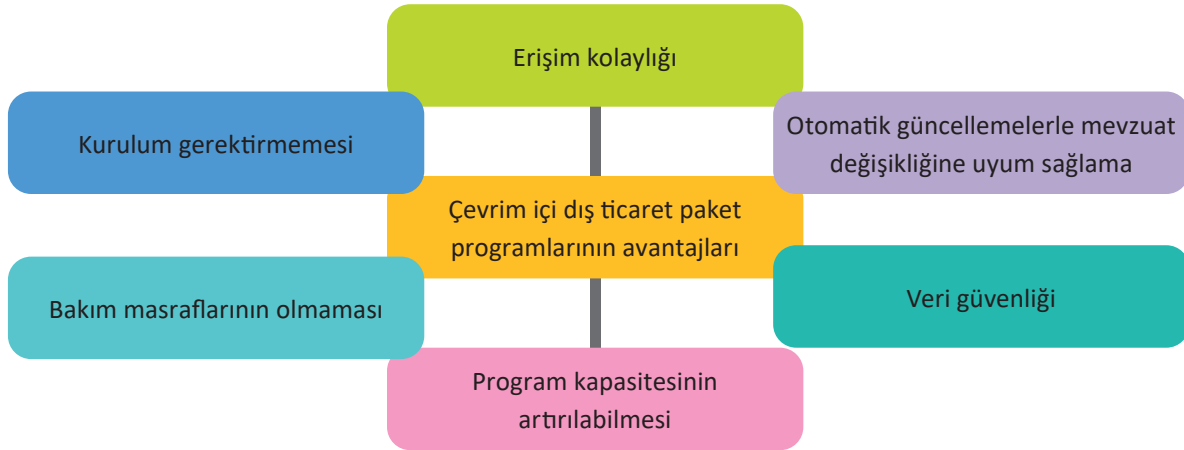 Erişim kolaylığı
Kurulum gerektirmemesi
Otomatik güncellemelerle mevzuat
değişikliğine uyum sağlama
Çevrim içi dış ticaret paket
programlarının avantajları
Bakım masraflarının olmaması
Veri güvenliği
Program kapasitesinin
artırılabilmesi